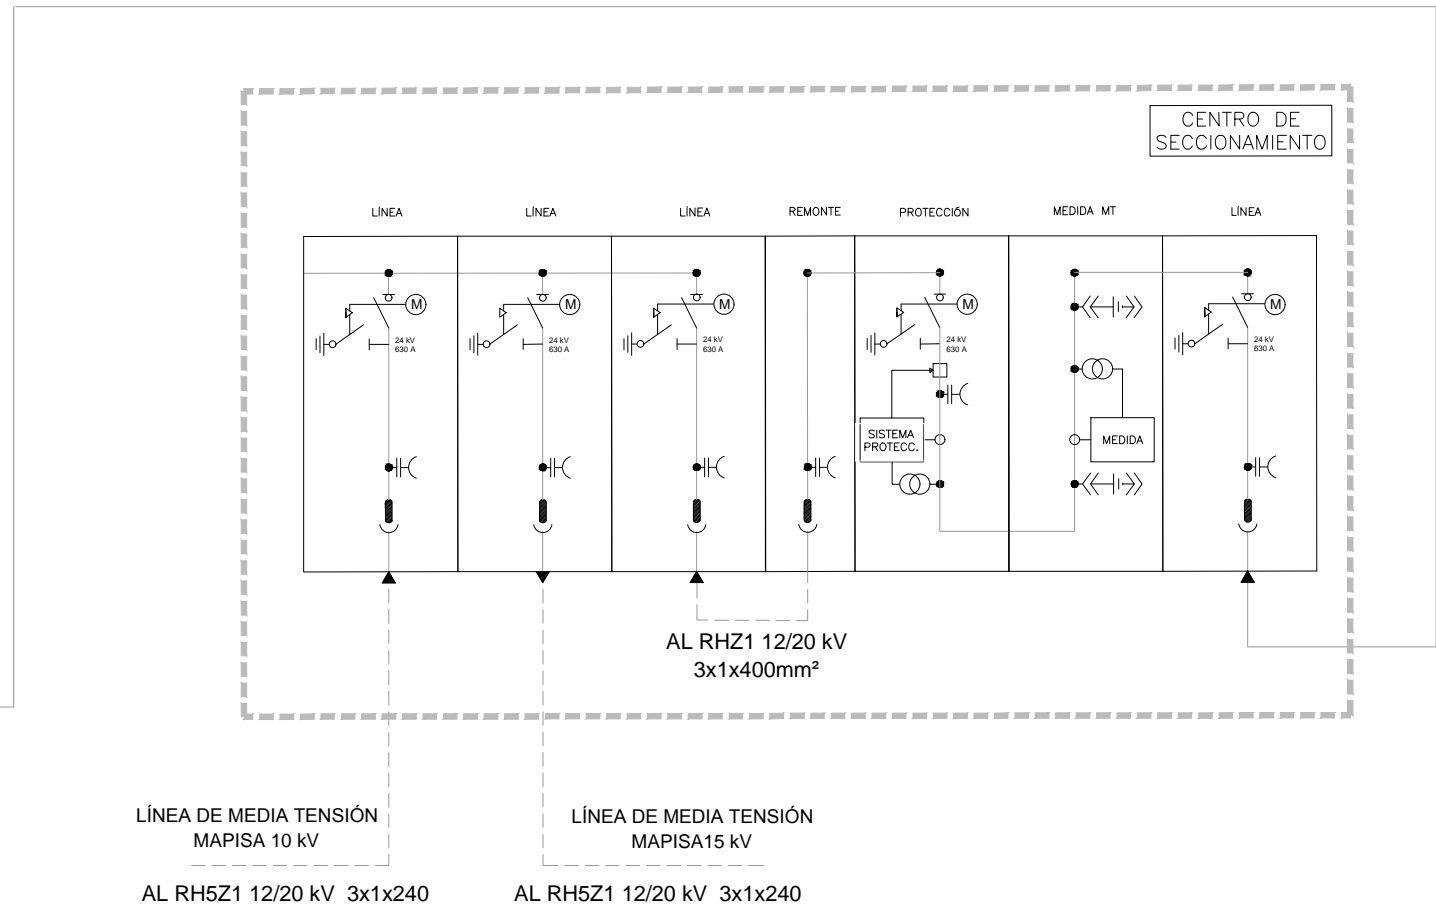 CENTRO DE
SECCIONAMIENTO
LÍNEA
LÍNEA
LÍNEA
REMONTE
PROTECCIÓN
MEDIDA MT
LÍNEA
M
M
M
M
M
24 kV
630 A
24 kV
630 A
24 kV
630 A
24 kV
630 A
24 kV
630 A
SISTEMA
PROTECC.
MEDIDA
AL RHZ1 12/20 kV
3x1x400mm²
LÍNEA DE MEDIA TENSIÓN
MAPISA 10 kV
LÍNEA DE MEDIA TENSIÓN
MAPISA15 kV
AL RH5Z1 12/20 kV 3x1x240
AL RH5Z1 12/20 kV 3x1x240